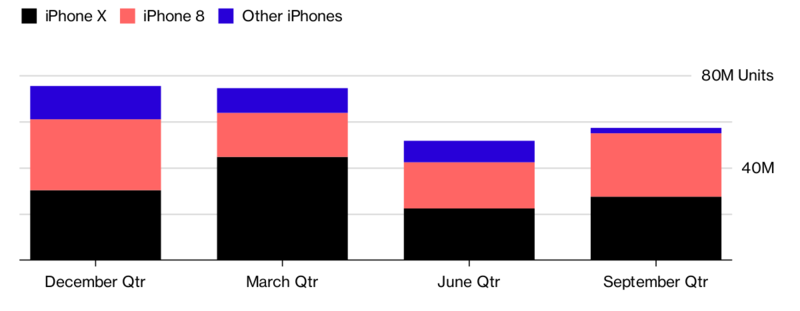 iPhone X iPhone 8 Other iPhones
80M Units
40M
December Qtr March Qtr June Qtr September Qtr